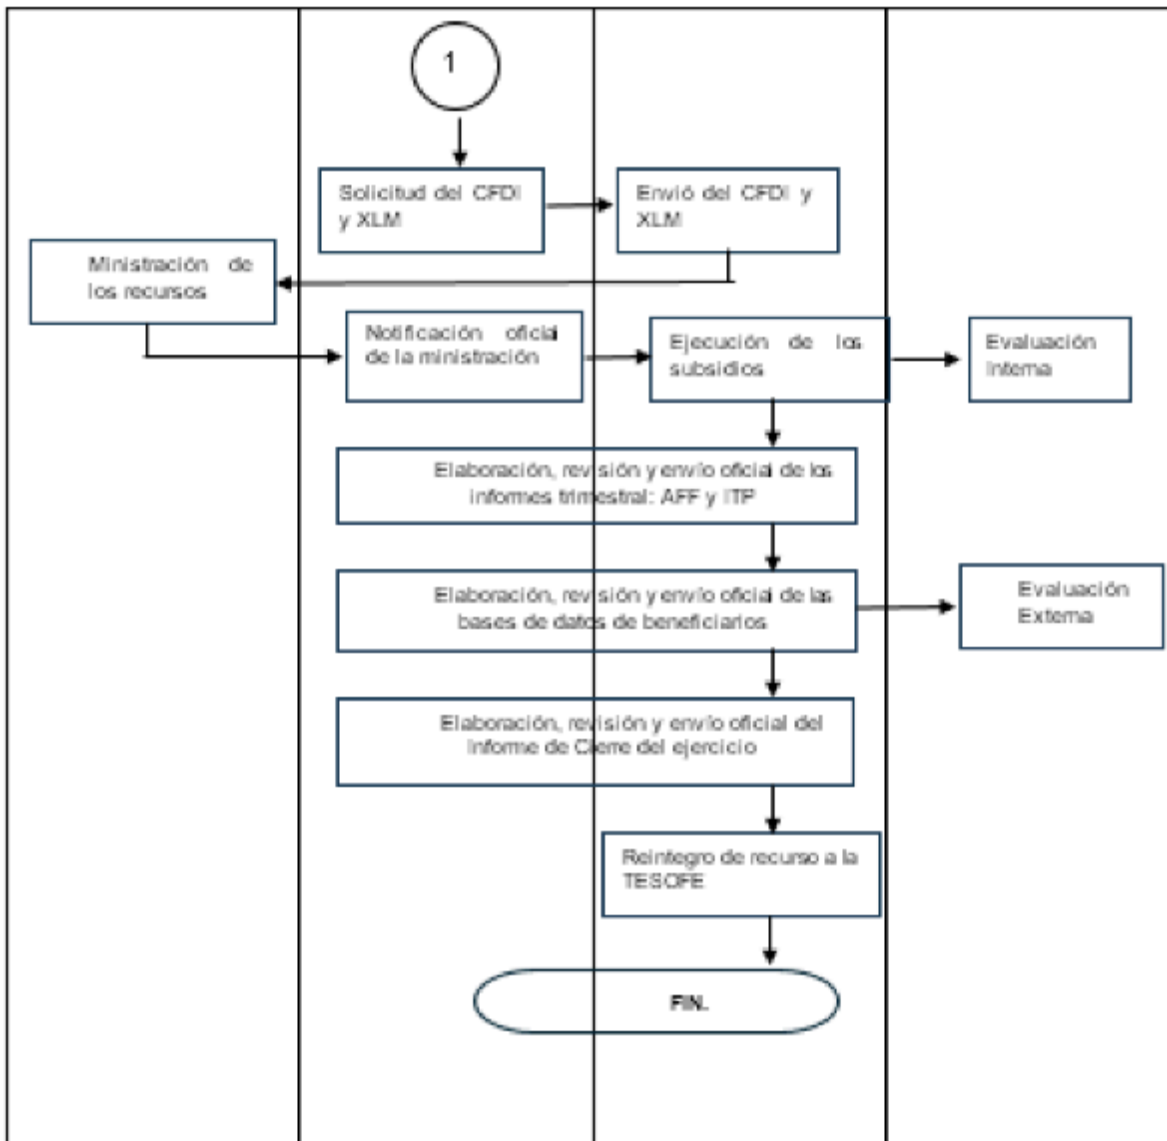 1
Solicitud del CFDI
y XLM
Envió del CFDI y
XLM
Ministración de
los recursos
Notificación oficial
de la ministración
Ejecución de los
subsidios
Evaluación
Interna
Elaboración, revisión y envío oficial de los
informes trimestral: AFF y ITP
Elaboración, revisión y envío oficial de las
bases de datos de beneficiarios
Evaluación
Externa
Elaboración, revisión y envío oficial del
Informe de Cierre del ejercicio
Reintegro de recurso a la
TESOFE
FIN.